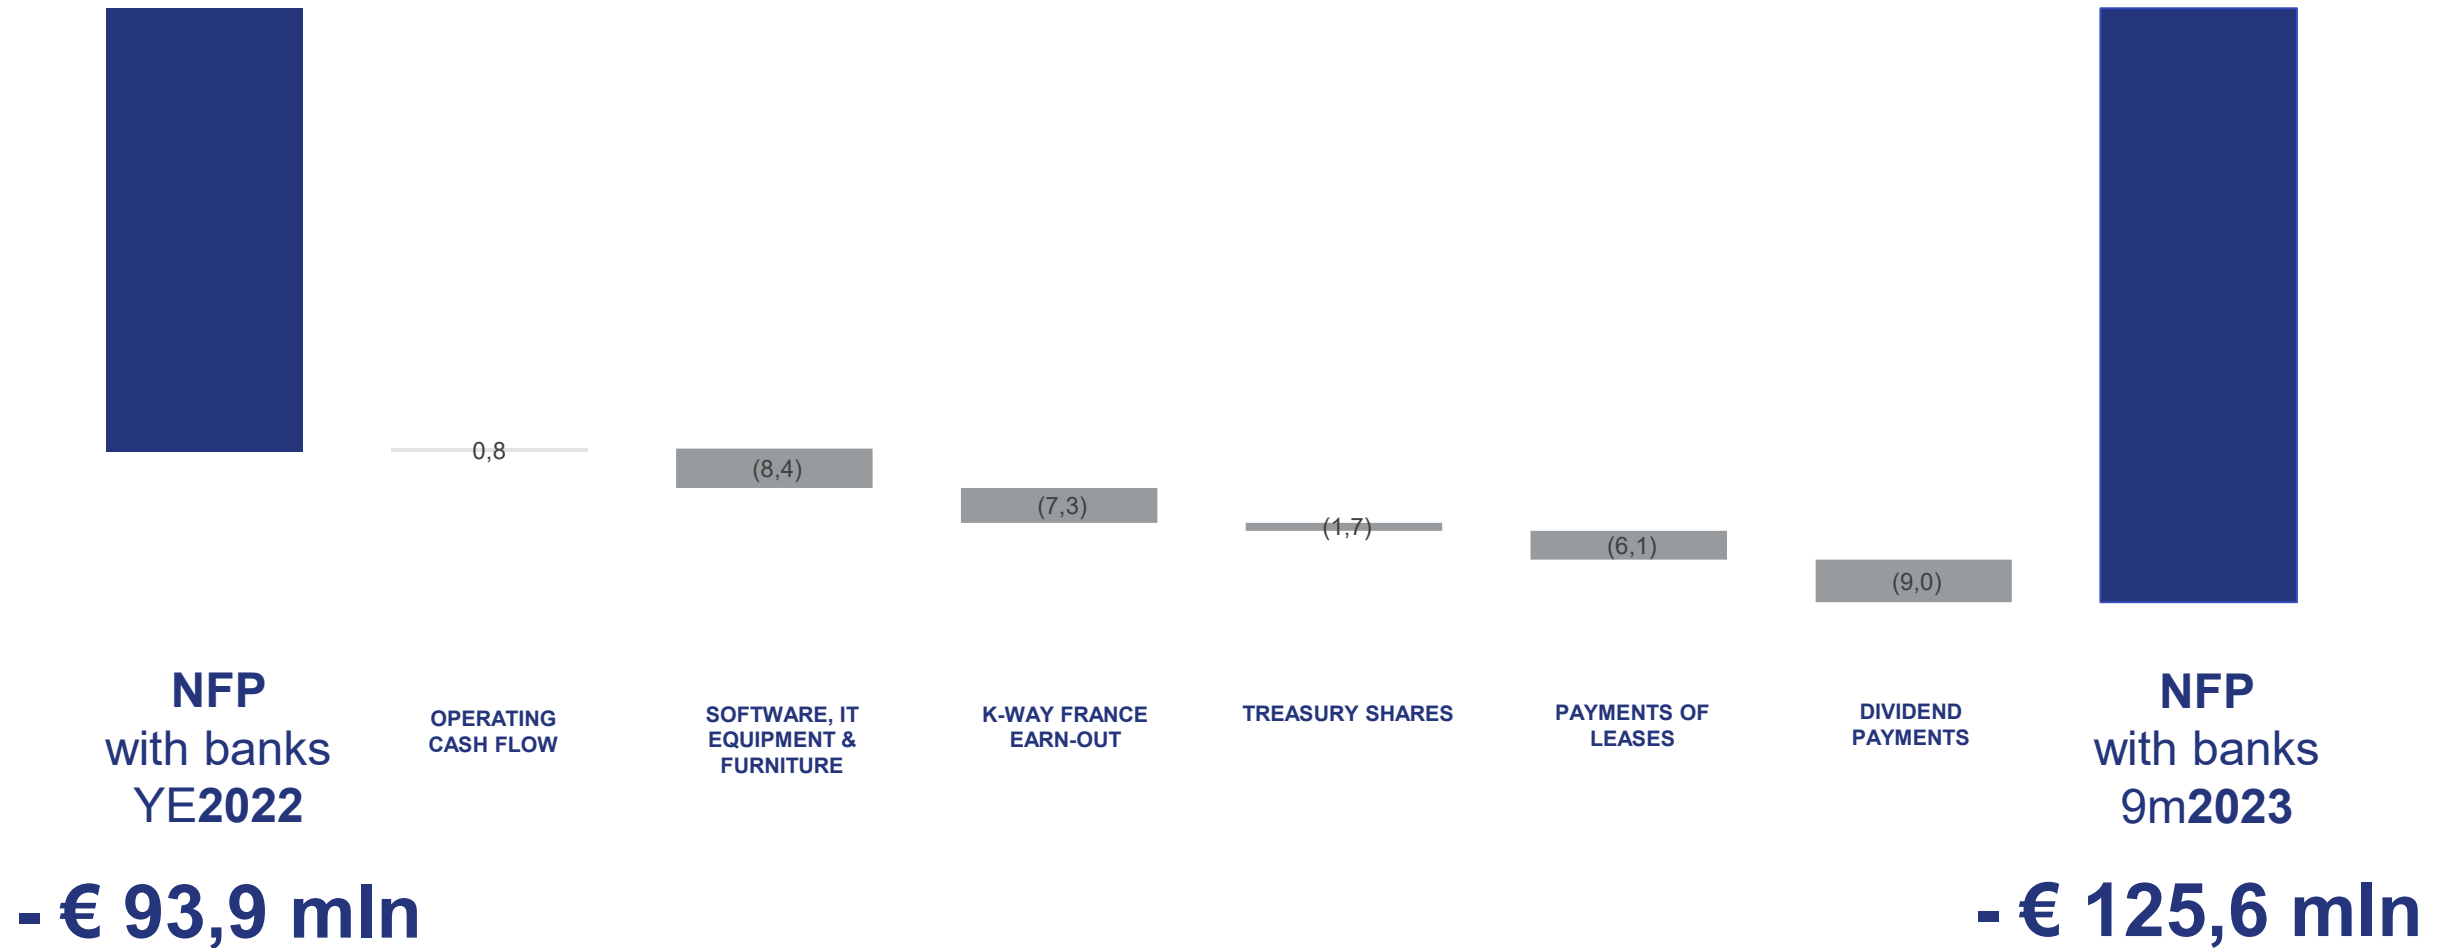 0,8
(8,4)
(7,3)
(1,7)
(6,1)
(9,0)
NFP
with banks
YE2022
OPERATING
CASH FLOW
SOFTWARE, IT
EQUIPMENT &
FURNITURE
K-WAY FRANCE
EARN-OUT
TREASURY SHARES
PAYMENTS OF
LEASES
DIVIDEND
PAYMENTS
NFP
with banks
9m2023
- € 93,9 mln
- € 125,6 mln